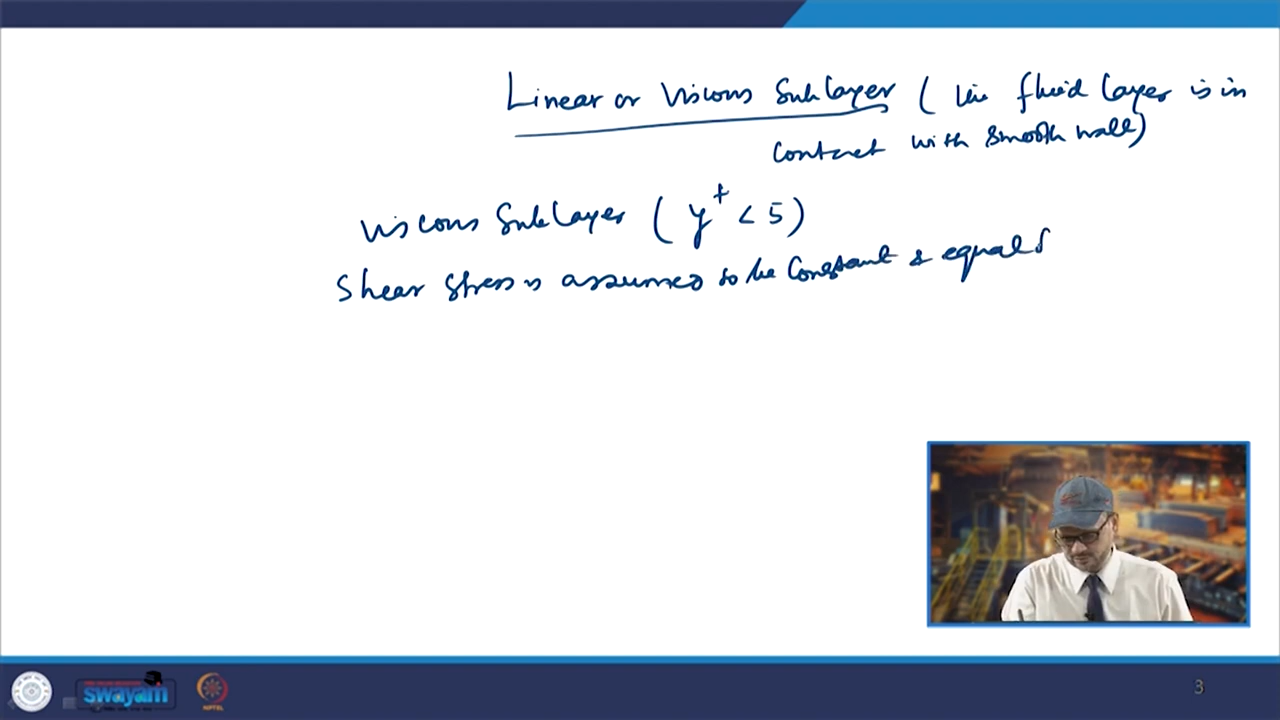 Linear or Viscous Sublayer ( the fluid layer is in
contact with smooth wall)
Viscous Sublayer ( y⁺ < 5 )
Shear stress is assumed to be constant & equal
3
swayam
NPTEL